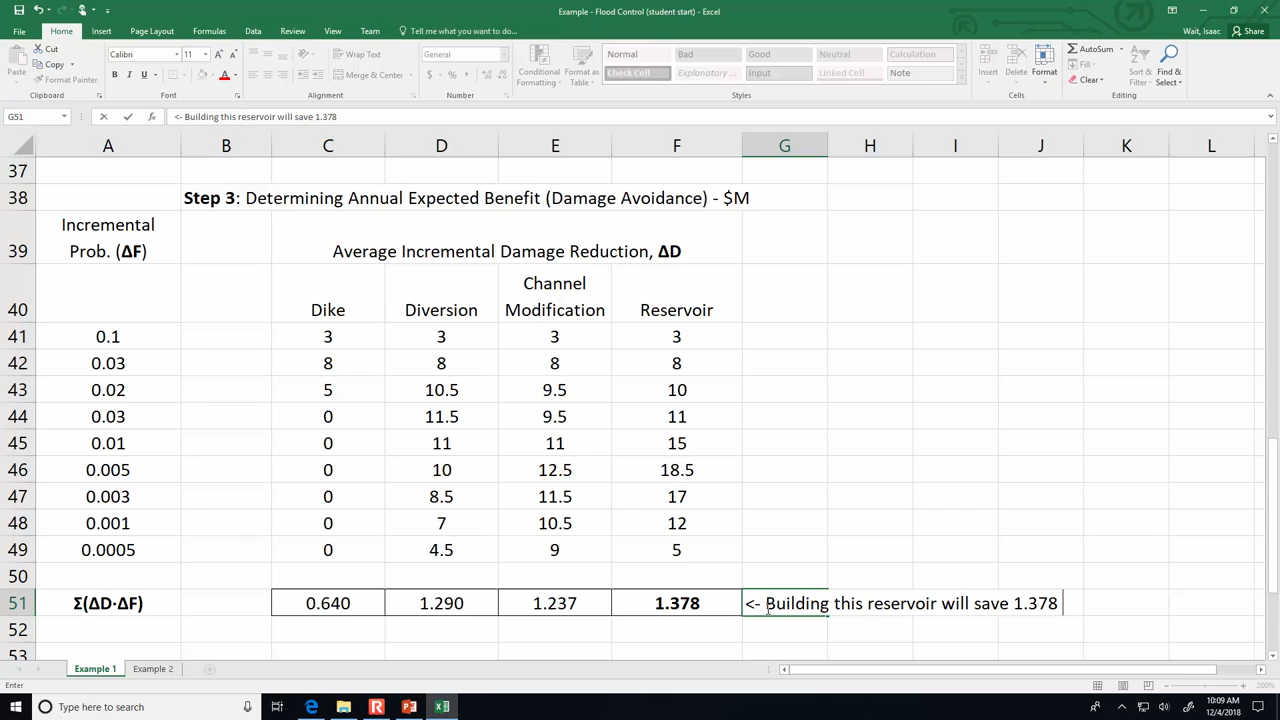 Example - Flood Control (student start) - Excel
File Home Insert Page Layout Formulas Data Review View Team Tell me what you want to do... Wait, Isaac Share
Paste Cut Copy Format Painter Clipboard
Calibri 11 A A B I U A Font
Wrap Text Merge & Center Alignment
General $ % , Number
Conditional Formatting Format as Table
Normal Bad Good Neutral Calculation
Check Cell Explanatory ... Input Linked Cell Note
Styles
Insert Delete Format Cells
AutoSum Fill Clear Sort & Filter Find & Select Editing
G51 fx <- Building this reservoir will save 1.378
A B C D E F G H I J K L
37
38 Step 3: Determining Annual Expected Benefit (Damage Avoidance) - $M
39 Incremental Prob. (ΔF) Average Incremental Damage Reduction, ΔD
40 Dike Diversion Channel Modification Reservoir
41 0.1 3 3 3 3
42 0.03 8 8 8 8
43 0.02 5 10.5 9.5 10
44 0.03 0 11.5 9.5 11
45 0.01 0 11 11 15
46 0.005 0 10 12.5 18.5
47 0.003 0 8.5 11.5 17
48 0.001 0 7 10.5 12
49 0.0005 0 4.5 9 5
50
51 Σ(ΔD·ΔF) 0.640 1.290 1.237 1.378 <- Building this reservoir will save 1.378
52
53
Example 1 Example 2
Enter 200%
Type here to search 10:09 AM
12/4/2018